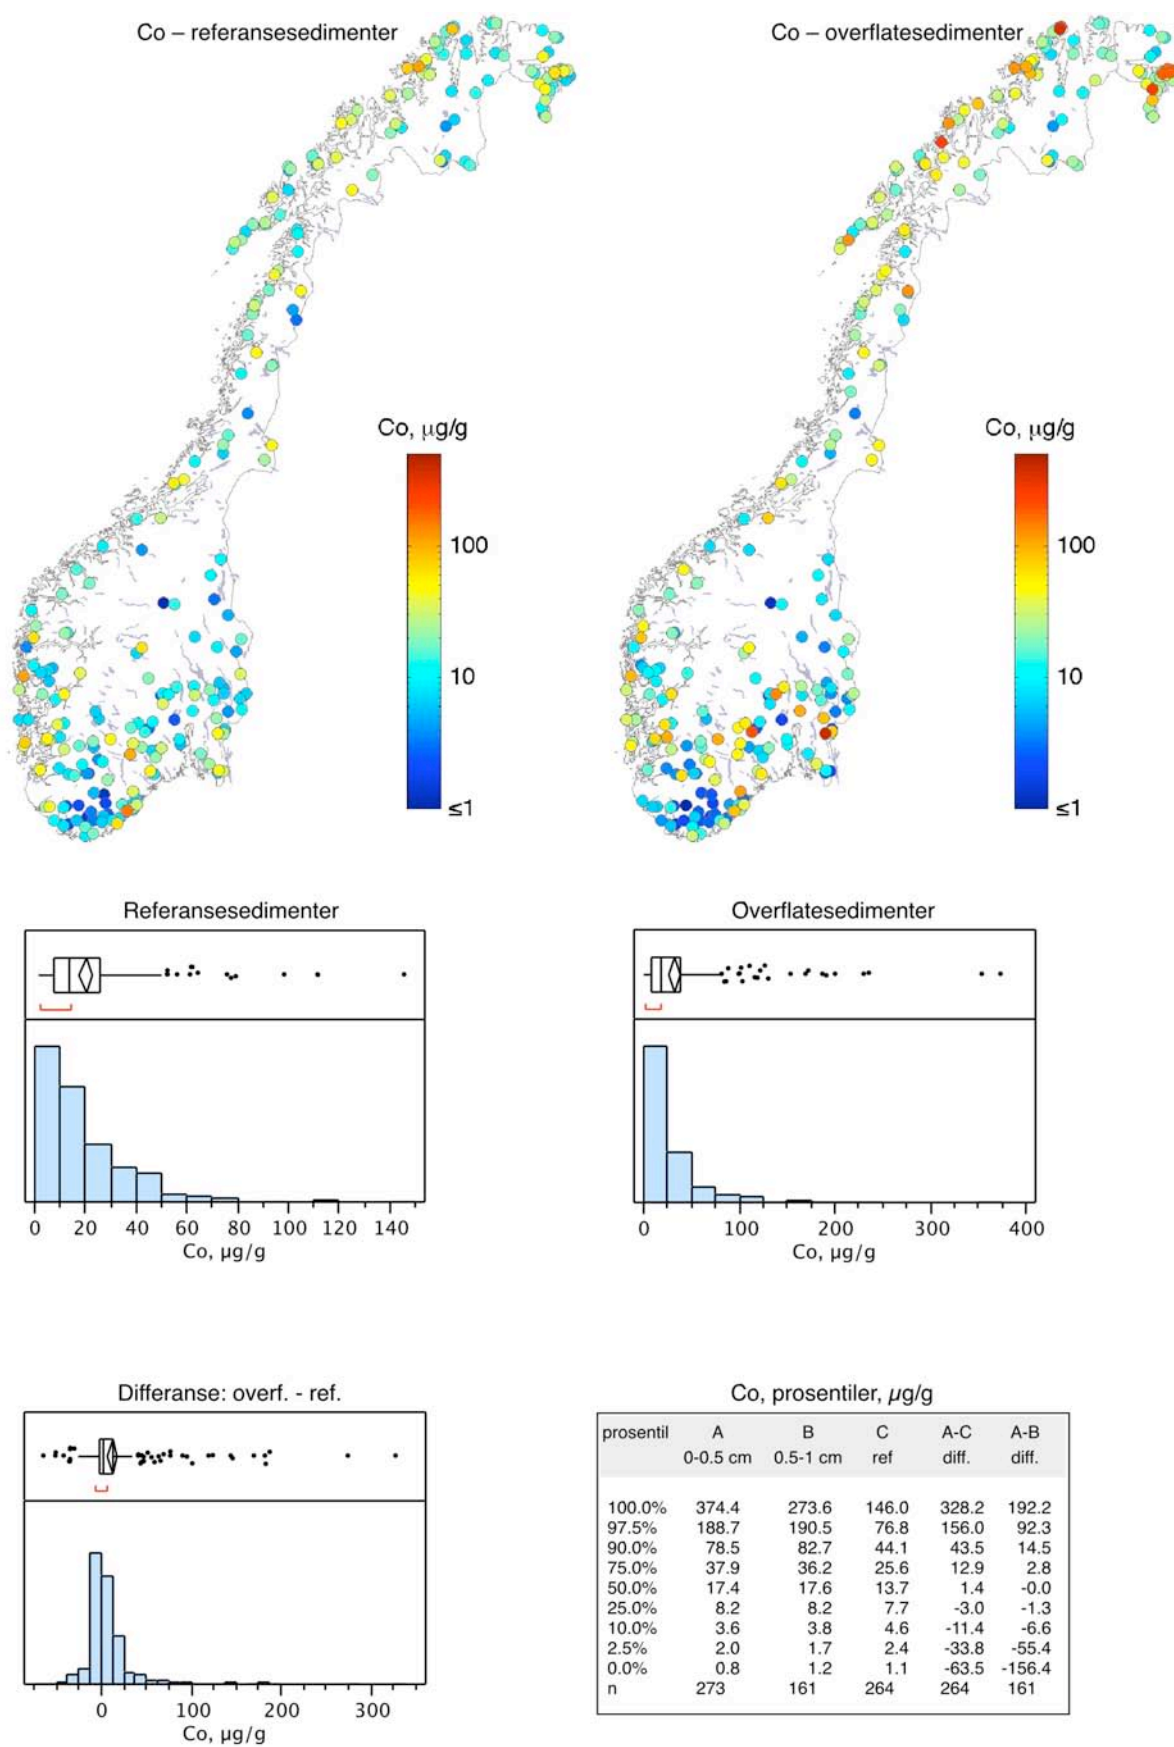 Co – referansesedimenter
Co – overflatesedimenter
Co, μg/g
100
10
≤1
Co, μg/g
100
10
≤1
Referansesedimenter
0 20 40 60 80 100 120 140
Co, μg/g
Overflatesedimenter
0 100 200 300 400
Co, μg/g
Differanse: overf. - ref.
0 100 200 300
Co, μg/g
Co, prosentiler, μg/g
prosentil A B C A-C A-B
0-0.5 cm 0.5-1 cm ref diff. diff.
100.0% 374.4 273.6 146.0 328.2 192.2
97.5% 188.7 190.5 76.8 156.0 92.3
90.0% 78.5 82.7 44.1 43.5 14.5
75.0% 37.9 36.2 25.6 12.9 2.8
50.0% 17.4 17.6 13.7 1.4 -0.0
25.0% 8.2 8.2 7.7 -3.0 -1.3
10.0% 3.6 3.8 4.6 -11.4 -6.6
2.5% 2.0 1.7 2.4 -33.8 -55.4
0.0% 0.8 1.2 1.1 -63.5 -156.4
n 273 161 264 264 161